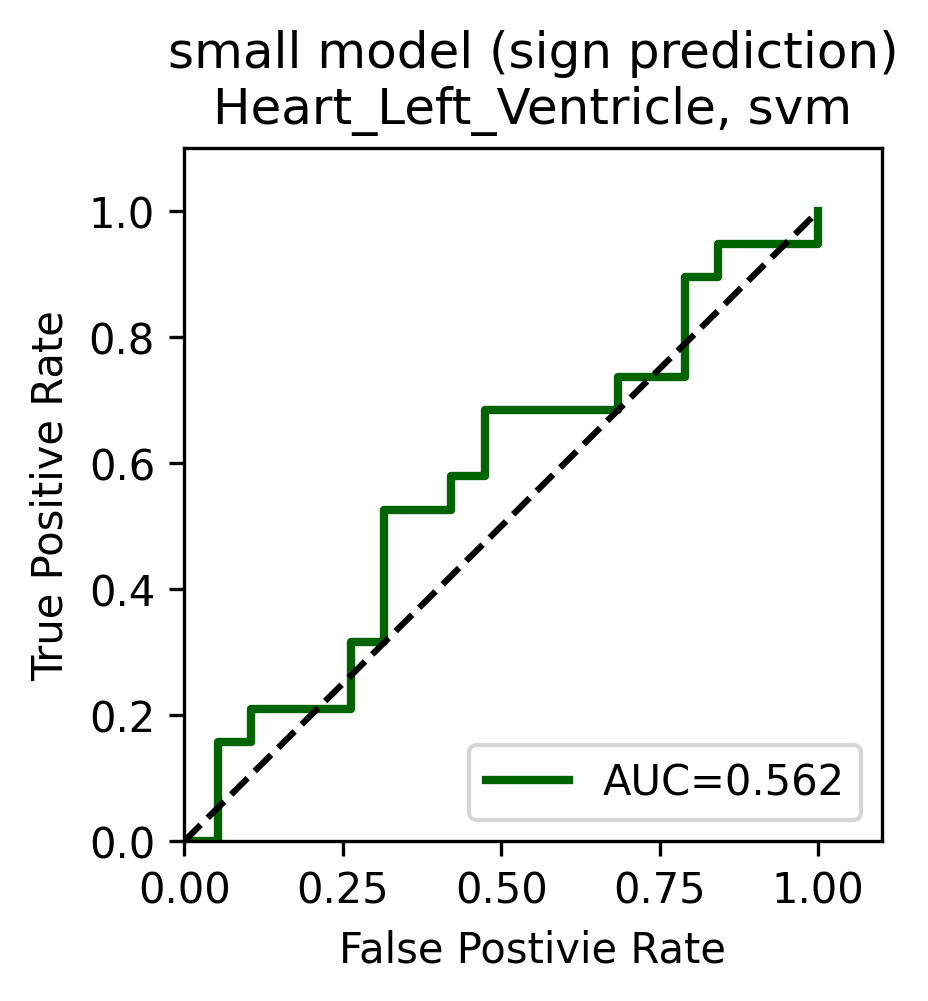 small model (sign prediction)
Heart_Left_Ventricle, svm
1.0
0.8
0.6
0.4
0.2
0.0
True Positive Rate
AUC=0.562
0.00 0.25 0.50 0.75 1.00
False Postivie Rate